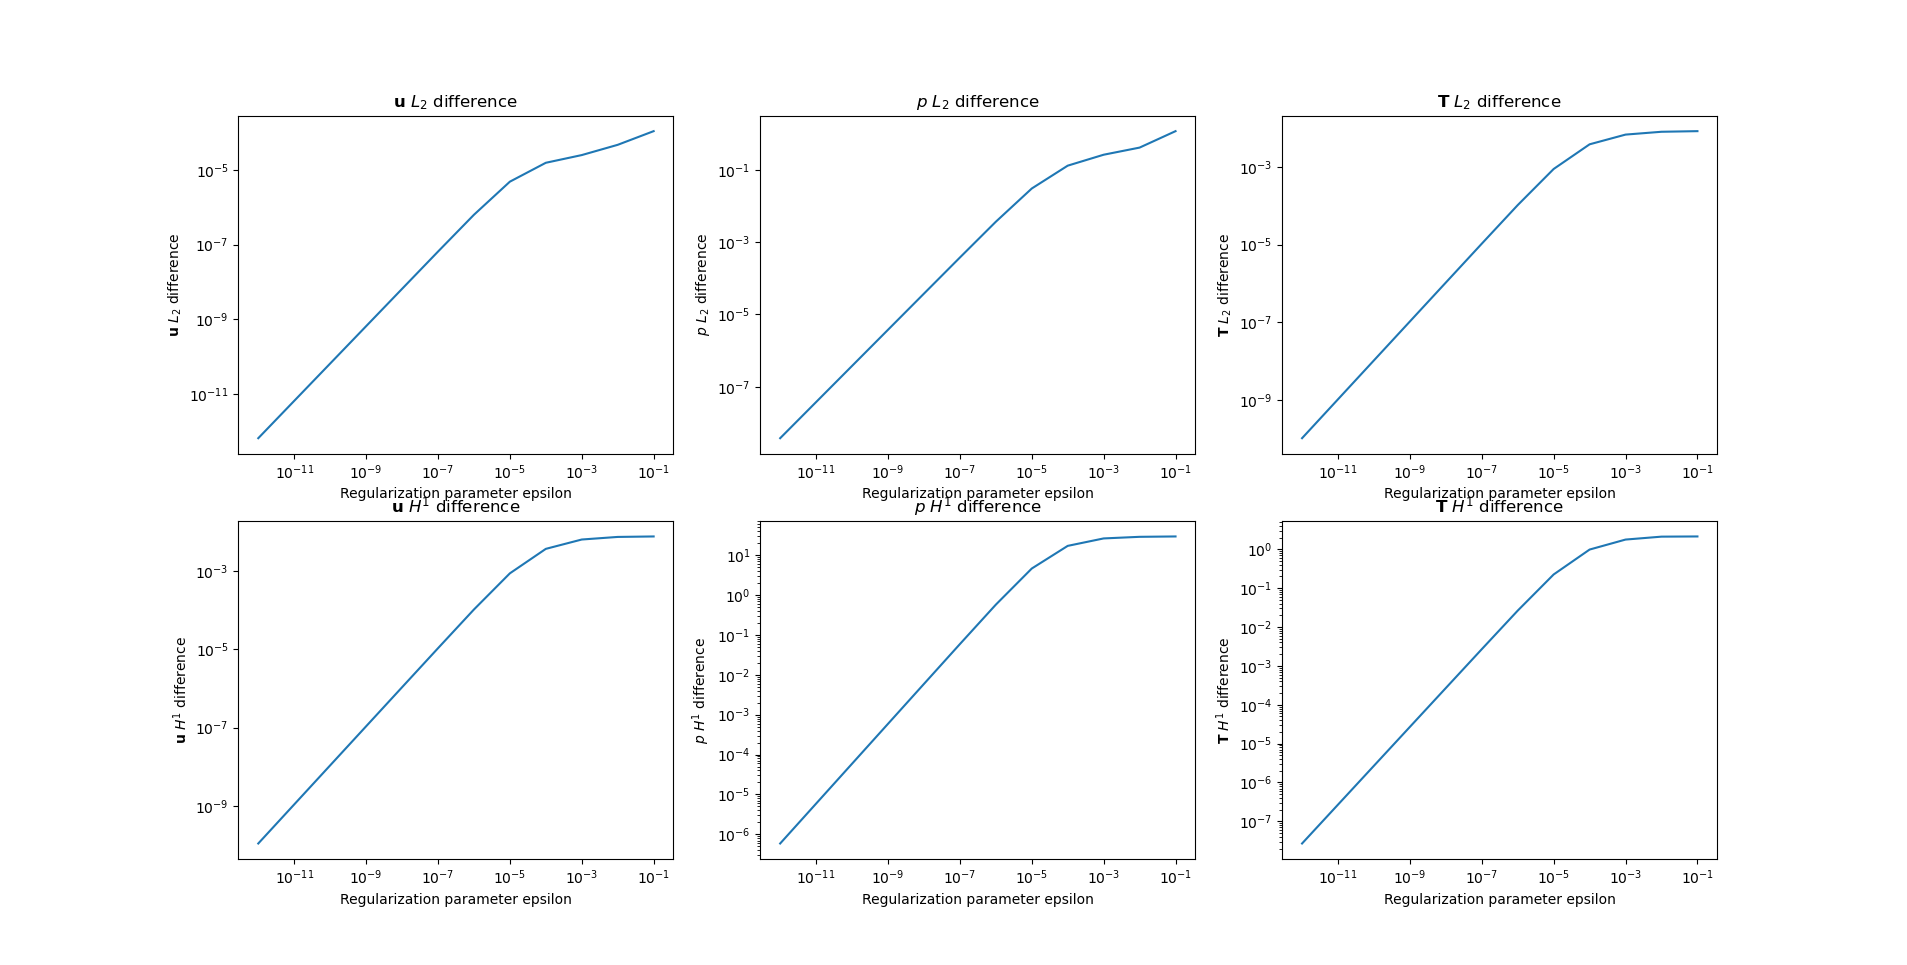 𝐮 L₂ difference
p L₂ difference
𝐓 L₂ difference
𝐮 L₂ difference
10⁻⁵
10⁻⁷
10⁻⁹
10⁻¹¹
10⁻¹¹ 10⁻⁹ 10⁻⁷ 10⁻⁵ 10⁻³ 10⁻¹
Regularization parameter epsilon
p L₂ difference
10⁻¹
10⁻³
10⁻⁵
10⁻⁷
10⁻¹¹ 10⁻⁹ 10⁻⁷ 10⁻⁵ 10⁻³ 10⁻¹
Regularization parameter epsilon
𝐓 L₂ difference
10⁻³
10⁻⁵
10⁻⁷
10⁻⁹
10⁻¹¹ 10⁻⁹ 10⁻⁷ 10⁻⁵ 10⁻³ 10⁻¹
Regularization parameter epsilon
𝐮 H¹ difference
p H¹ difference
𝐓 H¹ difference
𝐮 H¹ difference
10⁻³
10⁻⁵
10⁻⁷
10⁻⁹
10⁻¹¹ 10⁻⁹ 10⁻⁷ 10⁻⁵ 10⁻³ 10⁻¹
Regularization parameter epsilon
p H¹ difference
10¹
10⁰
10⁻¹
10⁻²
10⁻³
10⁻⁴
10⁻⁵
10⁻⁶
10⁻¹¹ 10⁻⁹ 10⁻⁷ 10⁻⁵ 10⁻³ 10⁻¹
Regularization parameter epsilon
𝐓 H¹ difference
10⁰
10⁻¹
10⁻²
10⁻³
10⁻⁴
10⁻⁵
10⁻⁶
10⁻⁷
10⁻¹¹ 10⁻⁹ 10⁻⁷ 10⁻⁵ 10⁻³ 10⁻¹
Regularization parameter epsilon